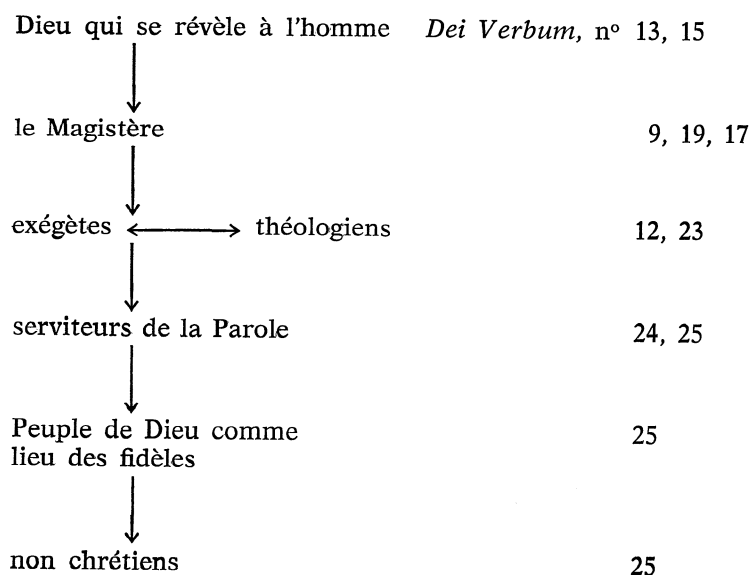 Dieu qui se révèle à l'homme Dei Verbum, nº 13, 15
le Magistère 9, 19, 17
exégètes théologiens 12, 23
serviteurs de la Parole 24, 25
Peuple de Dieu comme 25
lieu des fidèles
non chrétiens 25